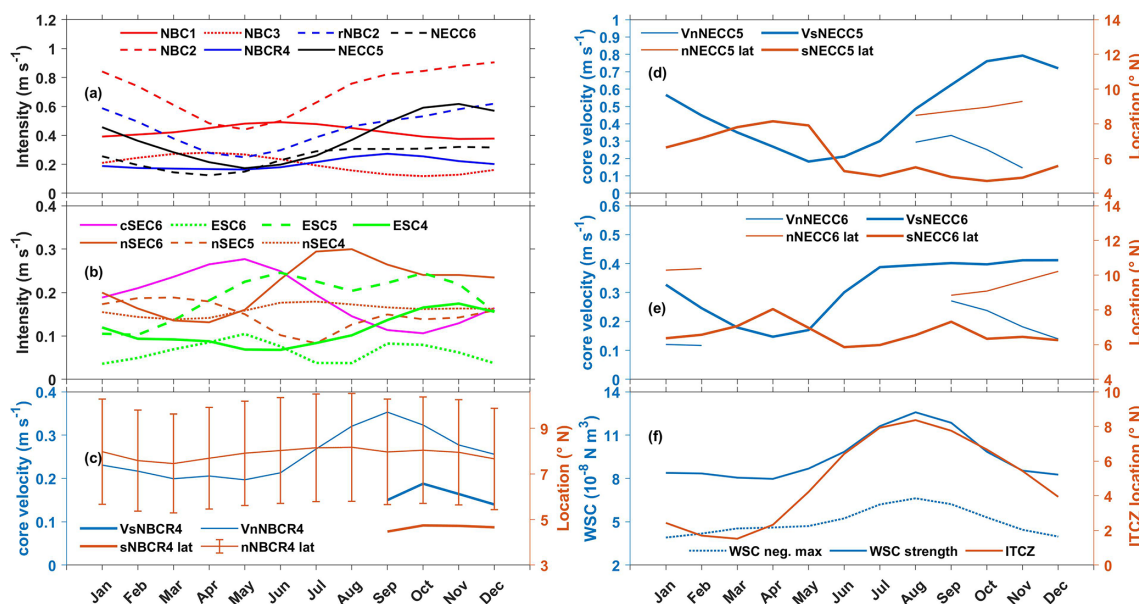 1.2
1
0.8
0.6
0.4
0.2
0
Intensity (m s⁻¹)
(a)
NBC1 NBC3 rNBC2 NECC6
NBC2 NBCR4 NECC5
0.4
0.3
0.2
0.1
0
Intensity (m s⁻¹)
(b)
cSEC6 ESC6 ESC5 ESC4
nSEC6 nSEC5 nSEC4
0.4
0.3
0.2
0.1
0
core velocity (m s⁻¹)
(c)
VsNBCR4 VnNBCR4
sNBCR4 lat nNBCR4 lat
9
7
5
3
Location (° N)
Jan Feb Mar Apr May Jun Jul Aug Sep Oct Nov Dec
1
0.9
0.8
0.7
0.6
0.5
0.4
0.3
0.2
0.1
0
core velocity (m s⁻¹)
(d)
VnNECC5 VsNECC5
nNECC5 lat sNECC5 lat
14
12
10
8
6
4
Location (° N)
0.6
0.5
0.4
0.3
0.2
0.1
0
core velocity (m s⁻¹)
(e)
VnNECC6 VsNECC6
nNECC6 lat sNECC6 lat
14
12
10
8
6
4
Location (° N)
14
11
8
5
2
WSC (10⁻⁸ N m³)
(f)
WSC neg. max WSC strength ITCZ
10
8
6
4
2
0
ITCZ location (° N)
Jan Feb Mar Apr May Jun Jul Aug Sep Oct Nov Dec